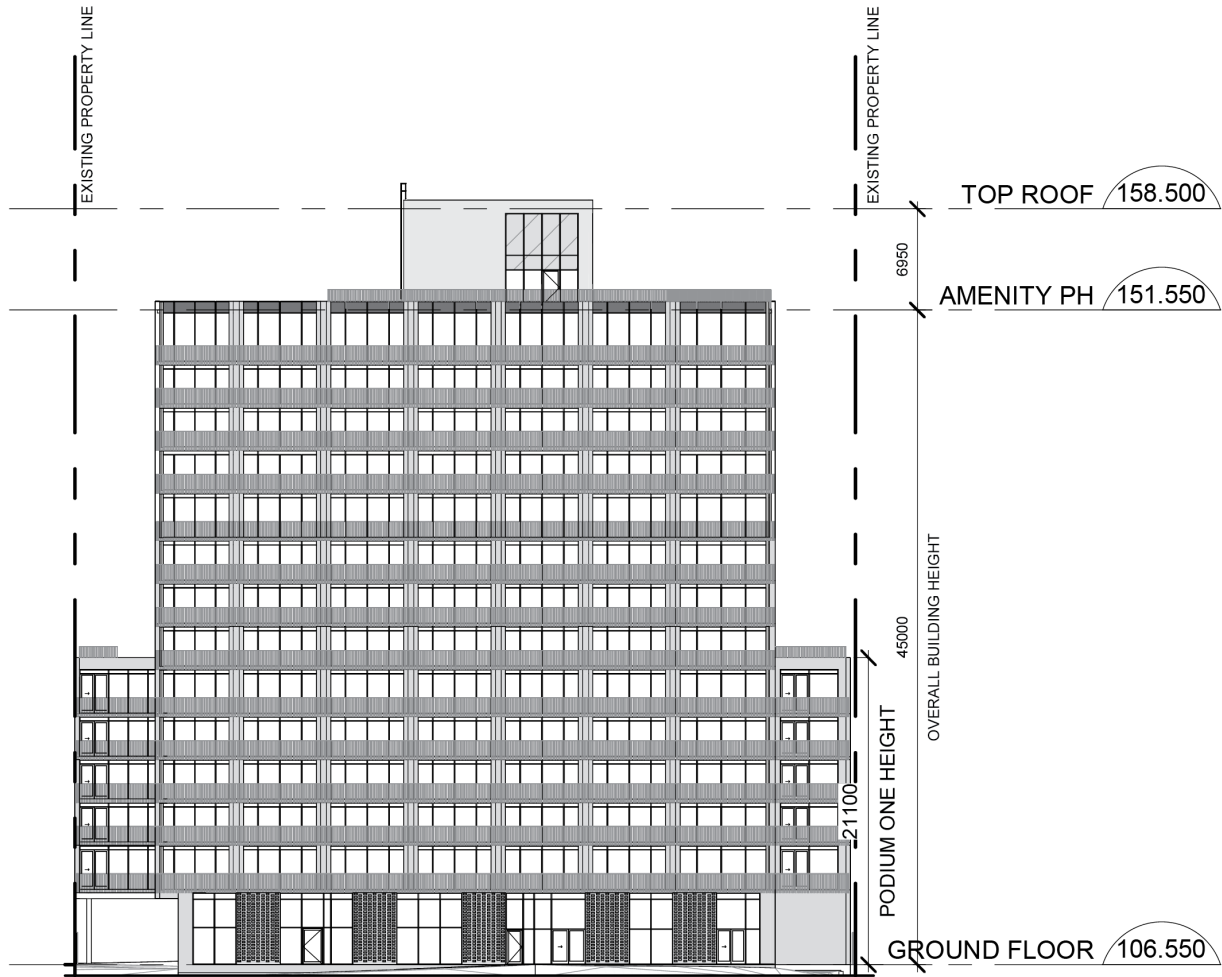 EXISTING PROPERTY LINE
EXISTING PROPERTY LINE
TOP ROOF 158.500
6950
AMENITY PH 151.550
45000
OVERALL BUILDING HEIGHT
21100
PODIUM ONE HEIGHT
GROUND FLOOR 106.550